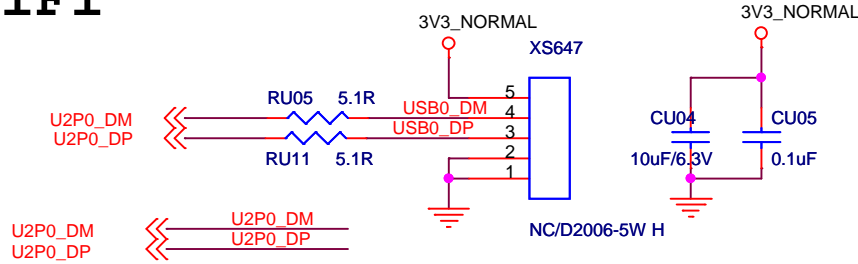 3V3_NORMAL
3V3_NORMAL
XS647
RU05 5.1R
USB0_DM
5
4
3
2
1
U2P0_DM
U2P0_DP
USB0_DP
RU11 5.1R
CU04
CU05
10uF/6.3V
0.1uF
NC/D2006-5W H
U2P0_DM
U2P0_DP
U2P0_DM
U2P0_DP